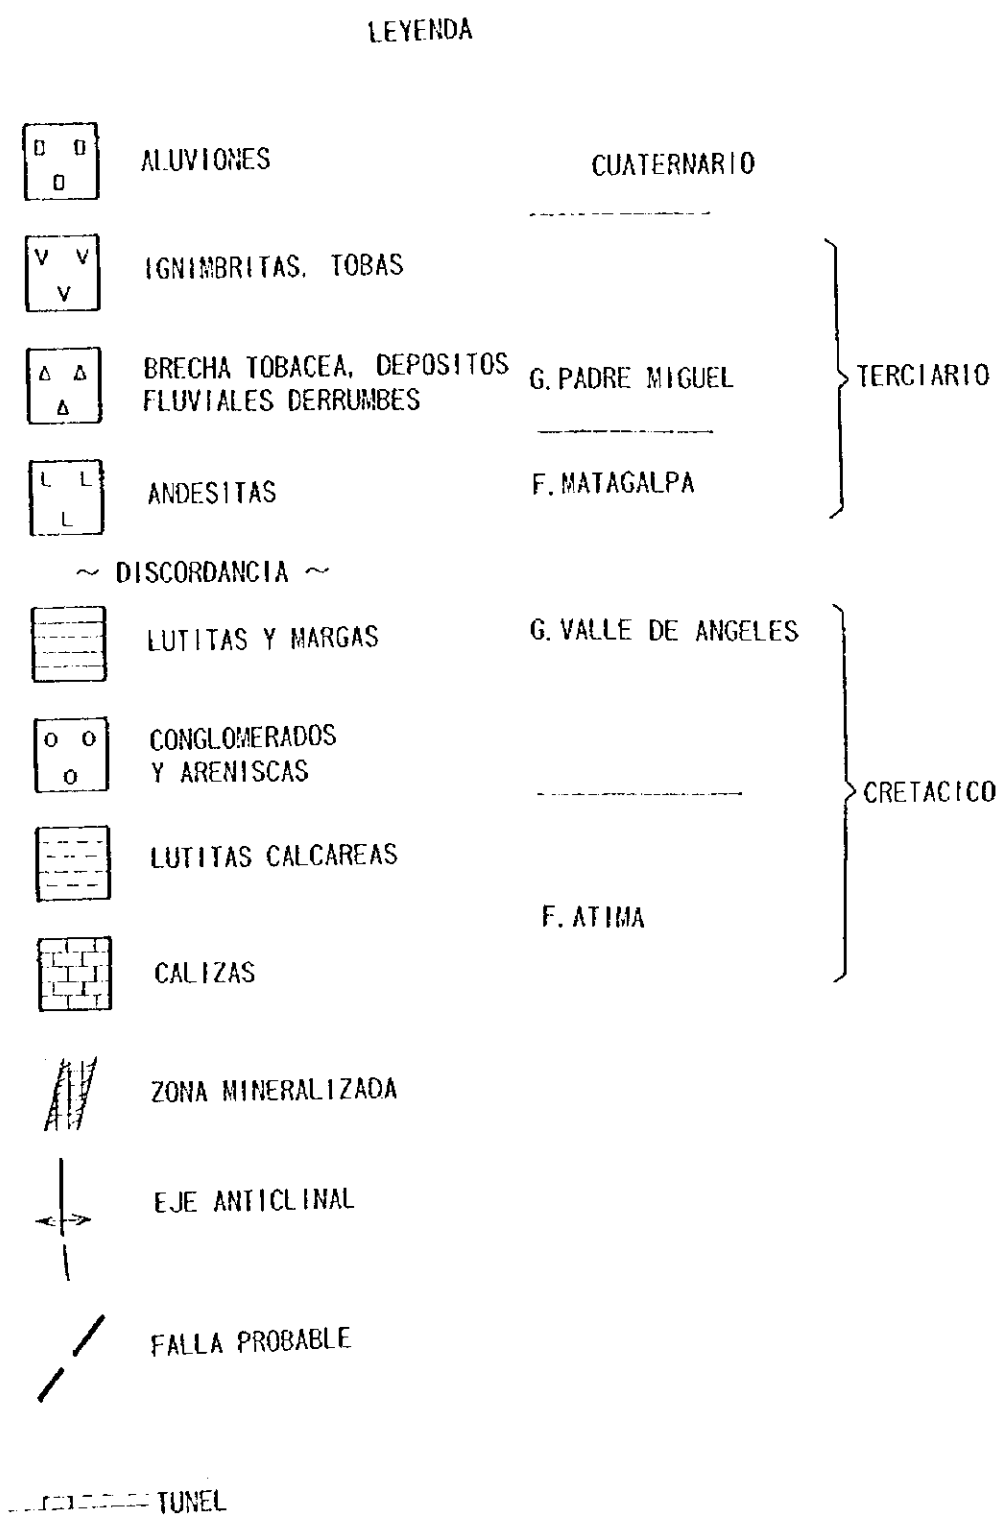 LEYENDA
ALUVIONES
CUATERNARIO
IGNIMBRITAS, TOBAS
BRECHA TOBACEA, DEPOSITOS
FLUVIALES DERRUMBES
G. PADRE MIGUEL
TERCIARIO
ANDESITAS
F. MATAGALPA
~ DISCORDANCIA ~
LUTITAS Y MARGAS
G. VALLE DE ANGELES
CONGLOMERADOS
Y ARENISCAS
CRETACICO
LUTITAS CALCAREAS
F. ATIMA
CALIZAS
ZONA MINERALIZADA
EJE ANTICLINAL
FALLA PROBABLE
TUNEL